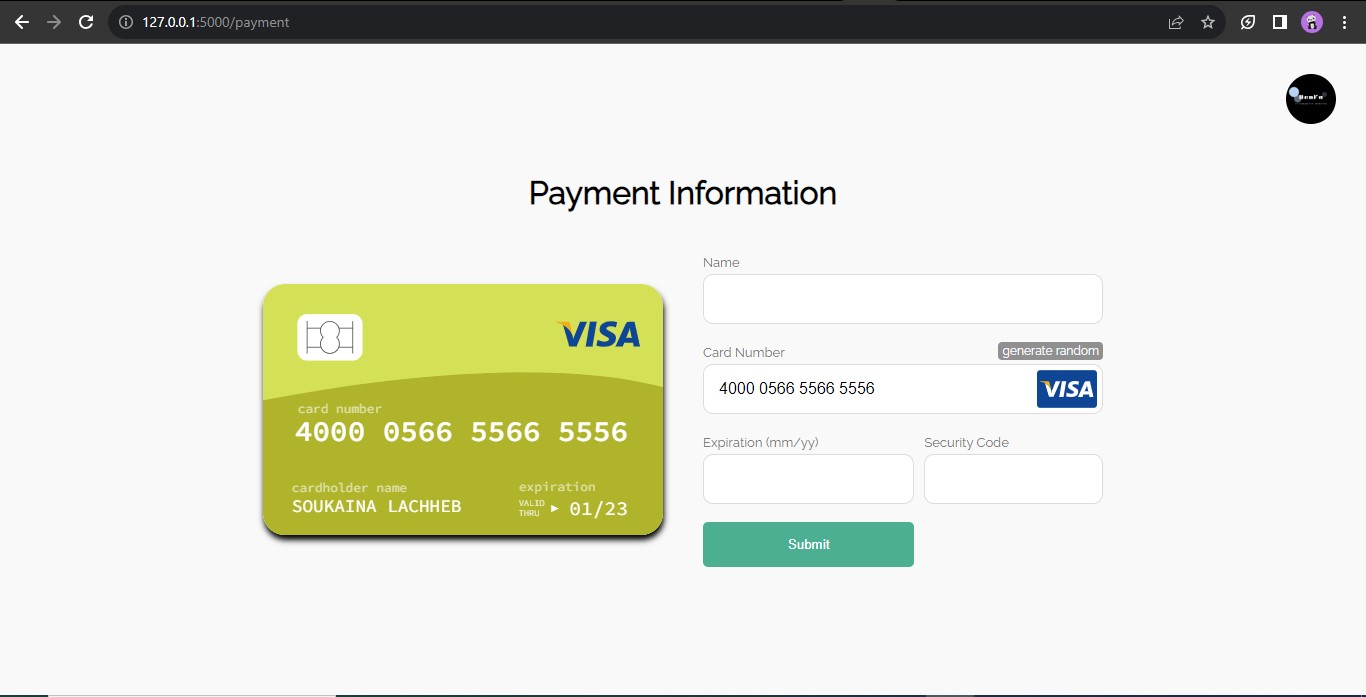 127.0.0.1:5000/payment
Payment Information
VISA
card number
4000 0566 5566 5556
cardholder name
SOUKAINA LACHHEB
expiration
VALID
THRU
01/23
Name
Card Number
generate random
4000 0566 5566 5556
VISA
Expiration (mm/yy)
Security Code
Submit